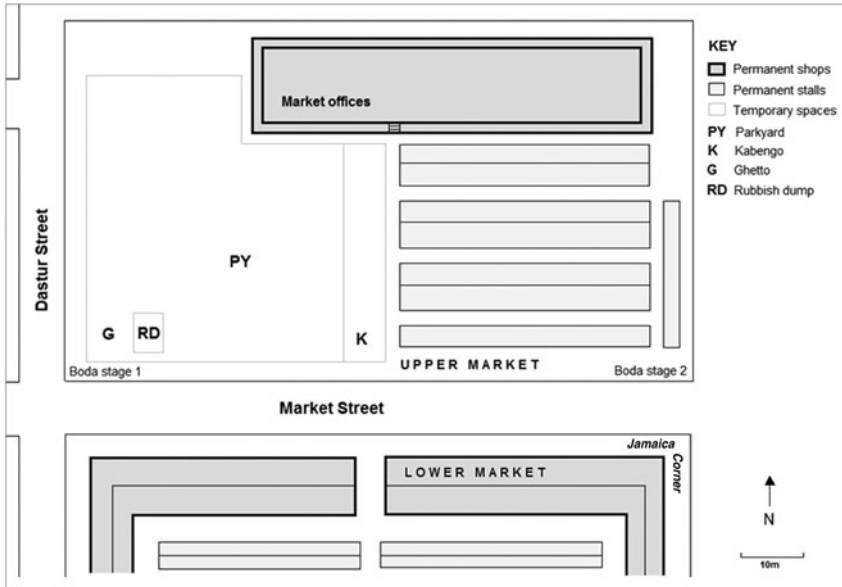 Market offices
KEY
Permanent shops
Permanent stalls
Temporary spaces
PY Parkyard
K Kabengo
G Ghetto
RD Rubbish dump
Dastur Street
PY
G
RD
K
UPPER MARKET
Boda stage 1
Boda stage 2
Market Street
Jamaica
Corner
LOWER MARKET
N
10m